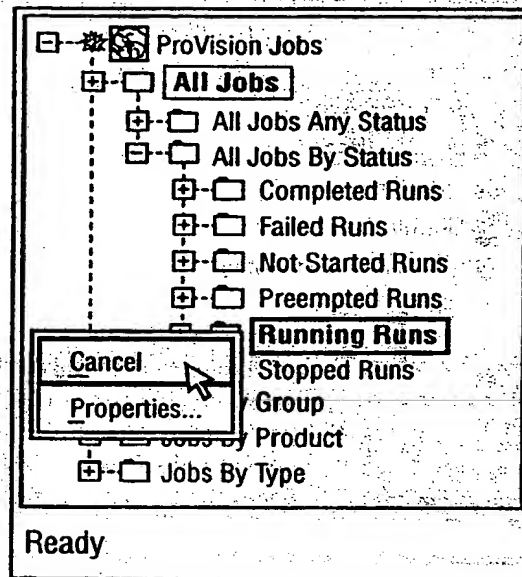 ProVision Jobs
All Jobs
All Jobs Any Status
All Jobs By Status
Completed Runs
Failed Runs
Not Started Runs
Preempted Runs
Running Runs
Cancel
Stopped Runs
Properties...
Group
Jobs By Product
Jobs By Type
Ready